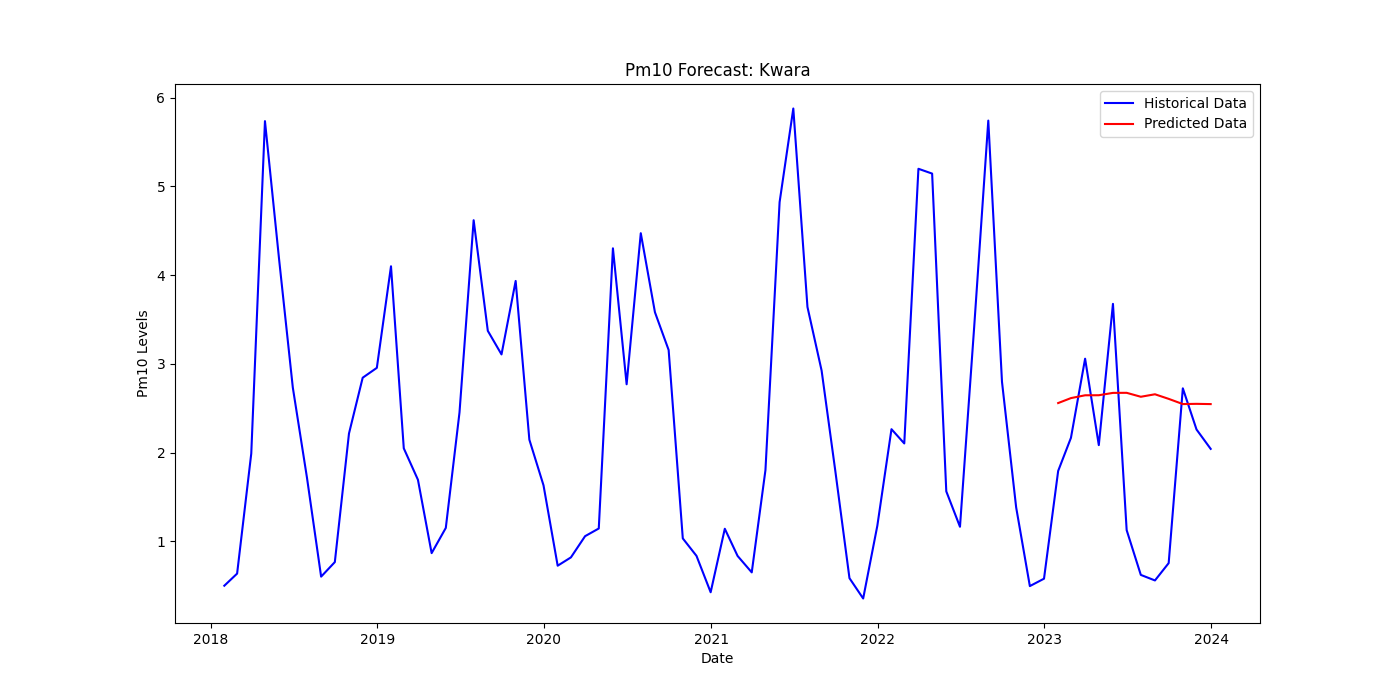 Pm10 Forecast: Kwara
Historical Data
Predicted Data
6
5
4
3
2
1
Pm10 Levels
2018 2019 2020 2021 2022 2023 2024
Date